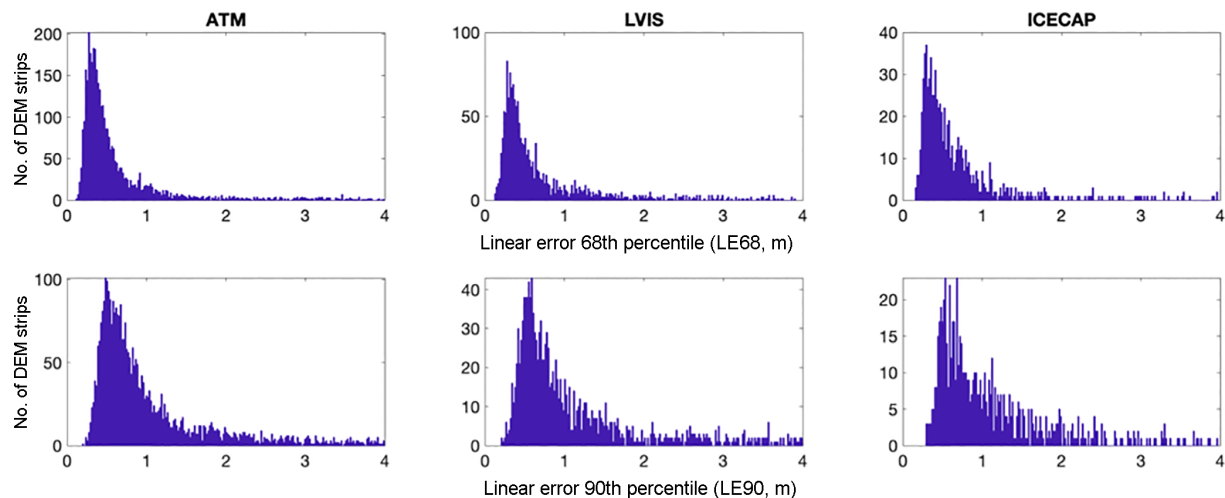 ATM LVIS ICECAP
No. of DEM strips
200 100 40
150 30
100 50 20
50 10
0 0 0
0 1 2 3 4 0 1 2 3 4 0 1 2 3 4
Linear error 68th percentile (LE68, m)
No. of DEM strips
100 40 20
30 15
50 20 10
10 5
0 0 0
0 1 2 3 4 0 1 2 3 4 0 1 2 3 4
Linear error 90th percentile (LE90, m)